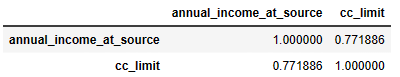 annual_income_at_source cc_limit
annual_income_at_source 1.000000 0.771886
cc_limit 0.771886 1.000000